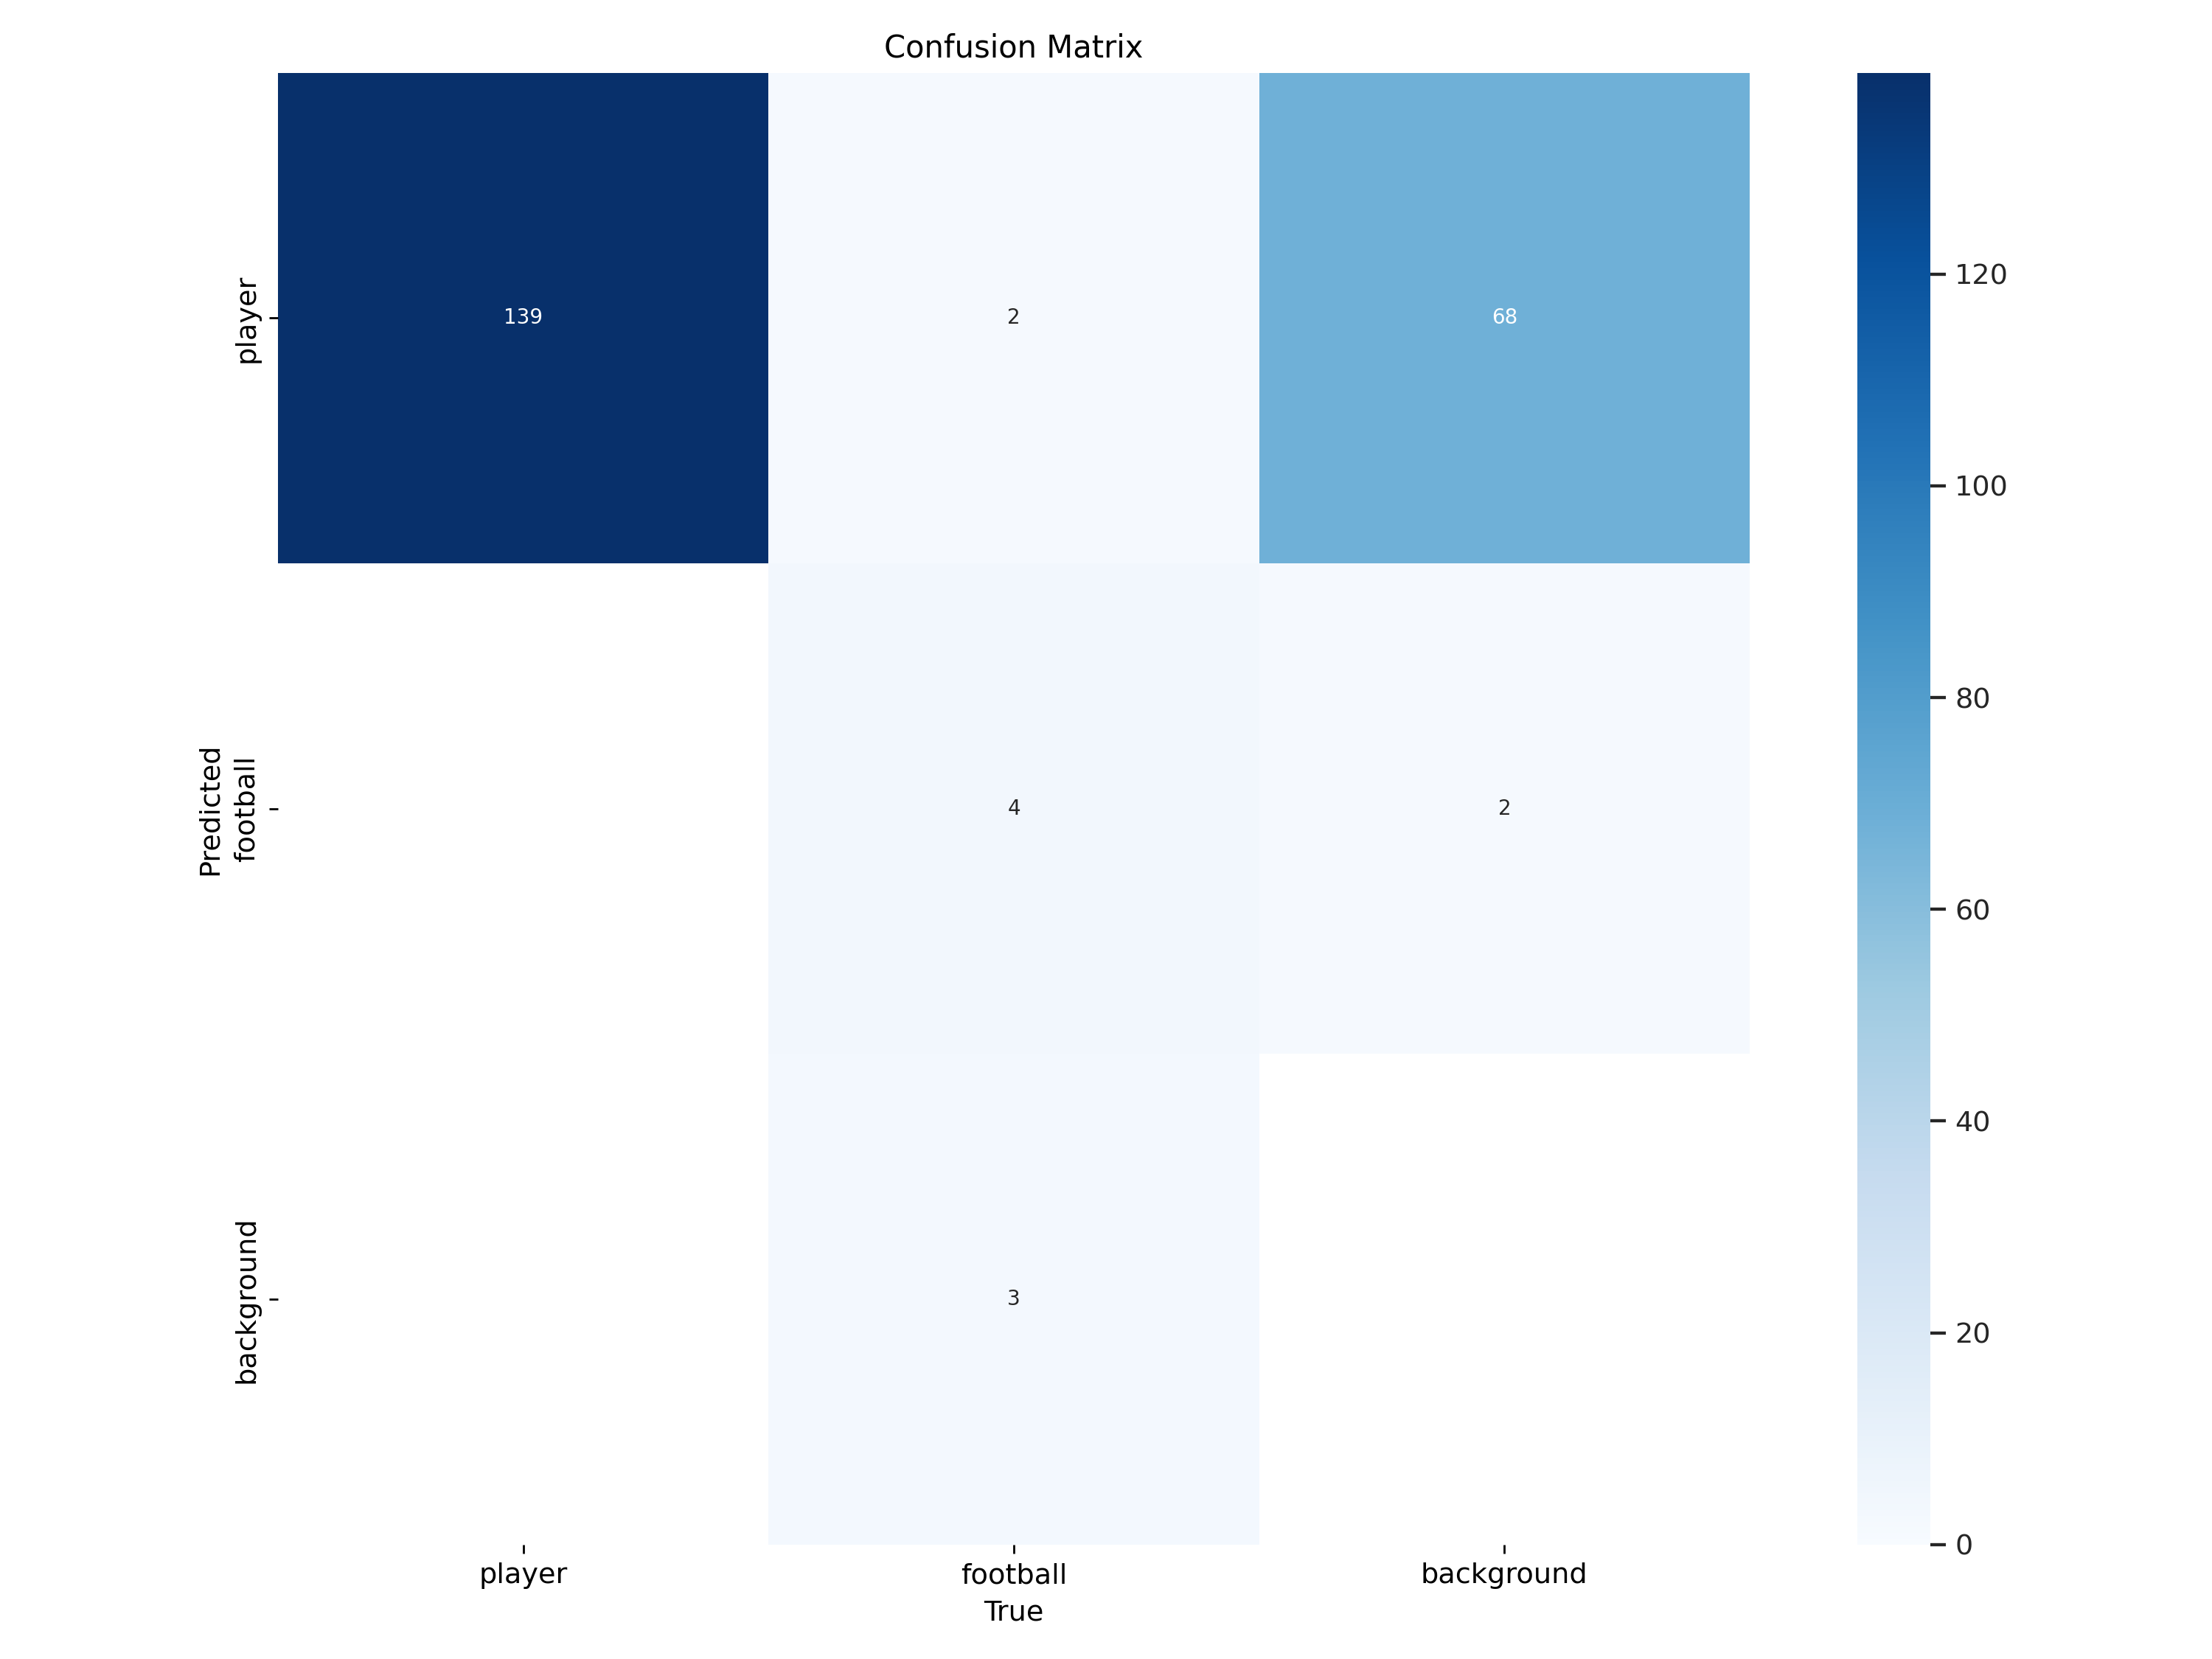 Confusion Matrix
player
139
2
68
120
100
80
60
40
20
0
Predicted
football
4
2
background
3
player
football
background
True